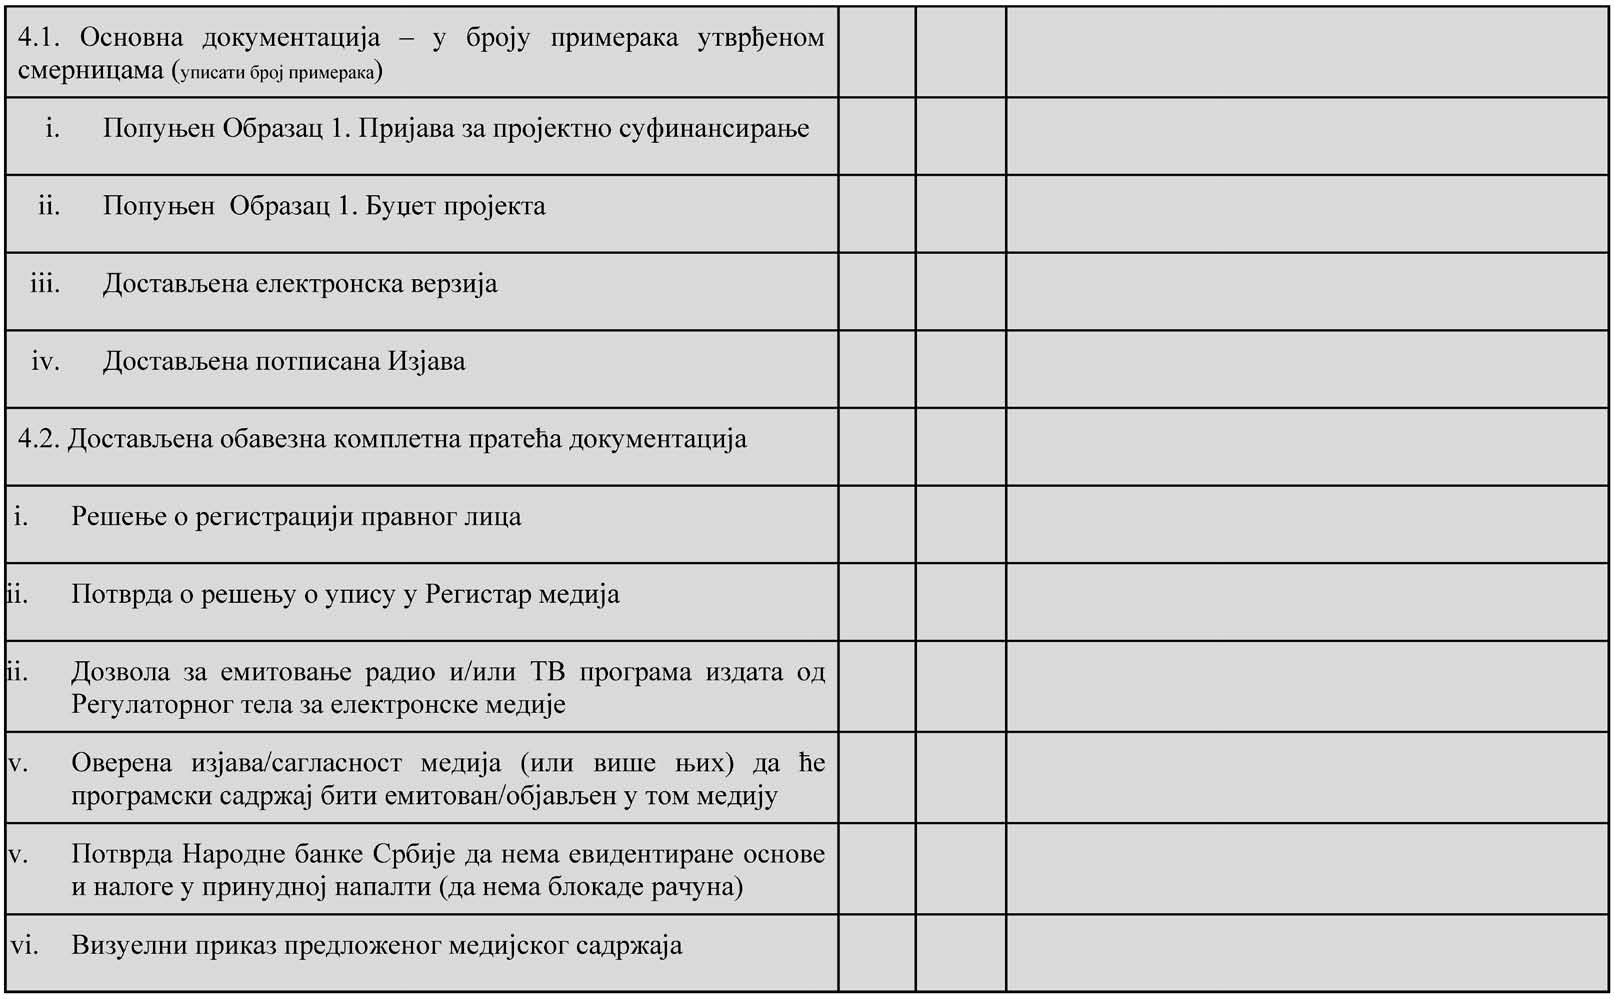 4.1. Основна документација – у броју примерака утврђеном
смерницама (уписати број примерака)
i. Попуњен Образац 1. Пријава за пројектно суфинансирање
ii. Попуњен Образац 1. Буџет пројекта
iii. Достављена електронска верзија
iv. Достављена потписана Изјава
4.2. Достављена обавезна комплетна пратећа документација
i. Решење о регистрацији правног лица
ii. Потврда о решењу о упису у Регистар медија
ii. Дозвола за емитовање радио и/или ТВ програма издата од
Регулаторног тела за електронске медије
v. Оверена изјава/сагласност медија (или више њих) да ће
програмски садржај бити емитован/објављен у том медију
v. Потврда Народне банке Србије да нема евидентиране основе
и налоге у принудној напалти (да нема блокаде рачуна)
vi. Визуелни приказ предложеног медијског садржаја